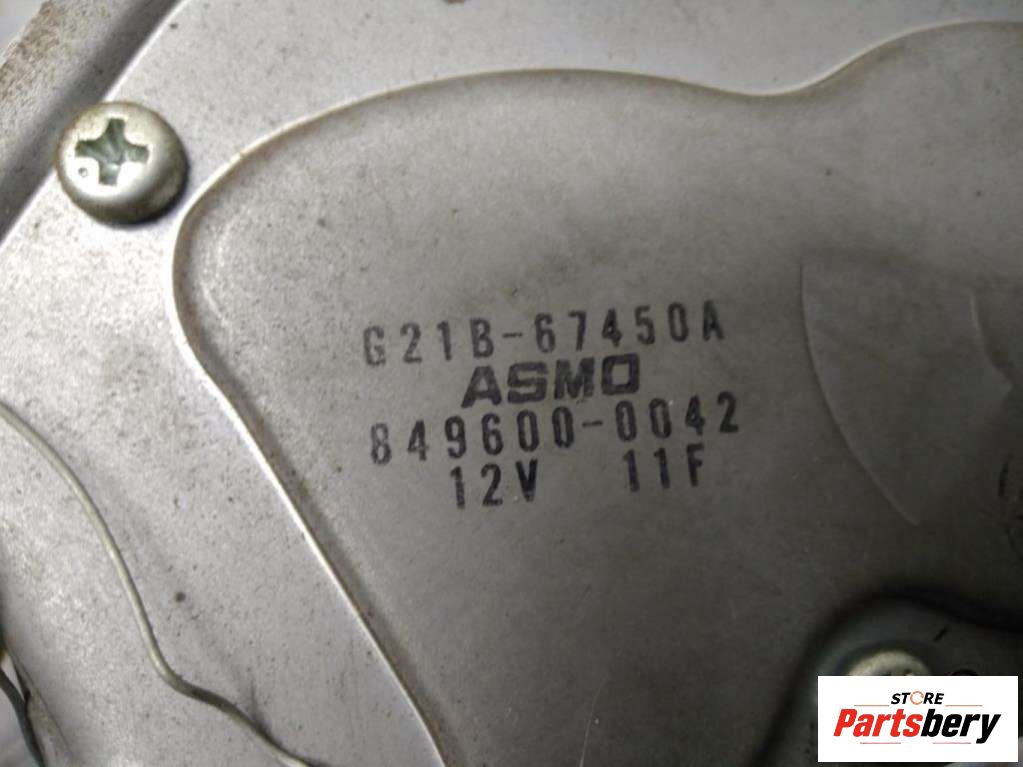 G21B-67450A
ASMO
849600-0042
12V 11F
STORE
Partsbery